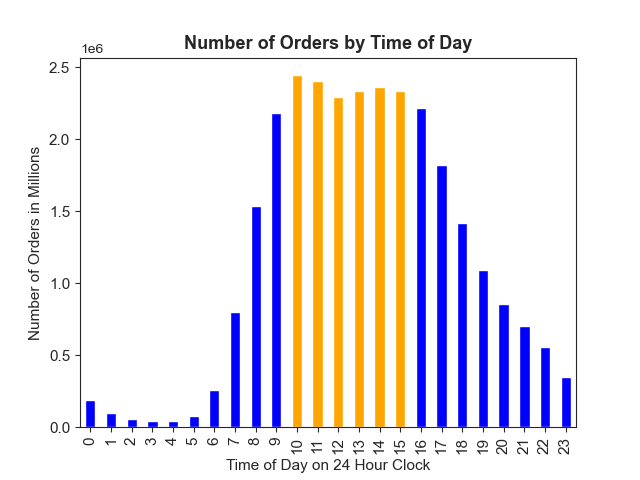 Number of Orders by Time of Day
1e6
2.5
2.0
1.5
1.0
0.5
0.0
Number of Orders in Millions
0 1 2 3 4 5 6 7 8 9 10 11 12 13 14 15 16 17 18 19 20 21 22 23
Time of Day on 24 Hour Clock